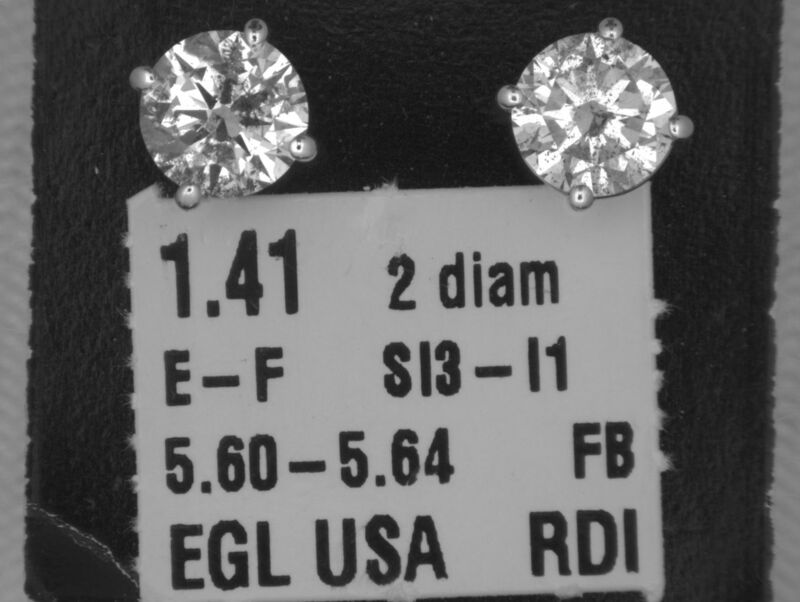 1.41 2 diam
E-F SI3-I1
5.60-5.64 FB
EGL USA RDI